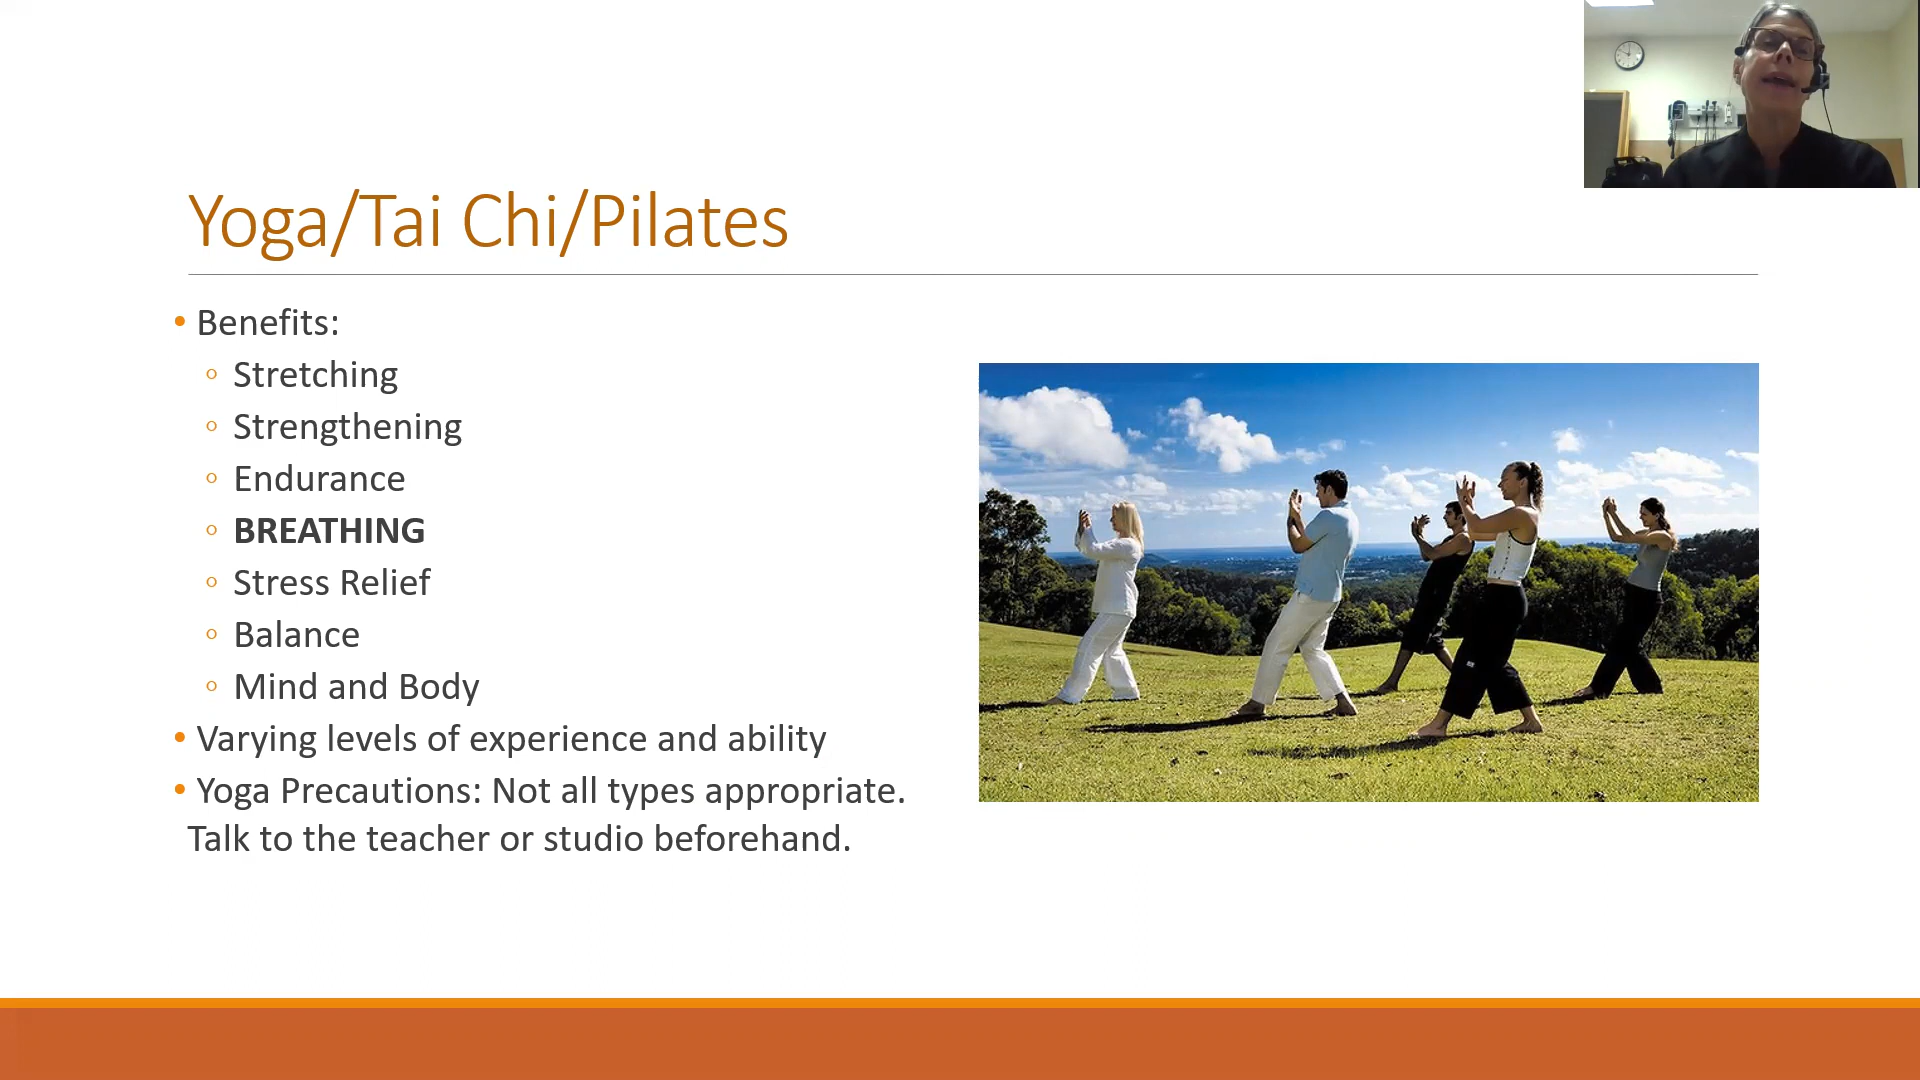 Yoga/Tai Chi/Pilates
• Benefits:
◦ Stretching
◦ Strengthening
◦ Endurance
◦ BREATHING
◦ Stress Relief
◦ Balance
◦ Mind and Body
• Varying levels of experience and ability
• Yoga Precautions: Not all types appropriate.
Talk to the teacher or studio beforehand.